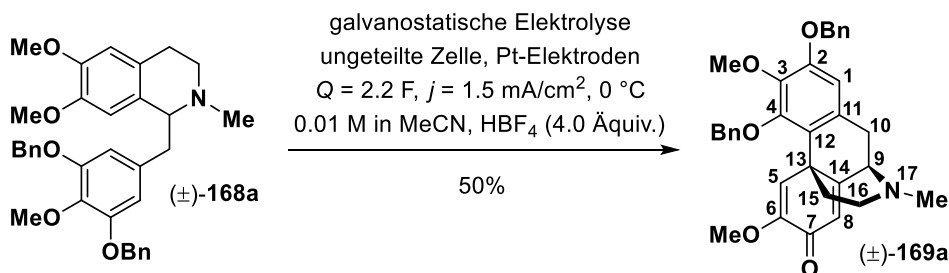 galvanostatische Elektrolyse
ungeteilte Zelle, Pt-Elektroden
Q = 2.2 F, j = 1.5 mA/cm², 0 °C
0.01 M in MeCN, HBF₄ (4.0 Äquiv.)
50%
MeO
MeO
N
Me
BnO
MeO
OBn
(±)-168a
OBn
MeO
BnO
2
3
1
4
11
10
12
13
14
9
5
17
N
Me
15
16
6
7
8
MeO
O
(±)-169a